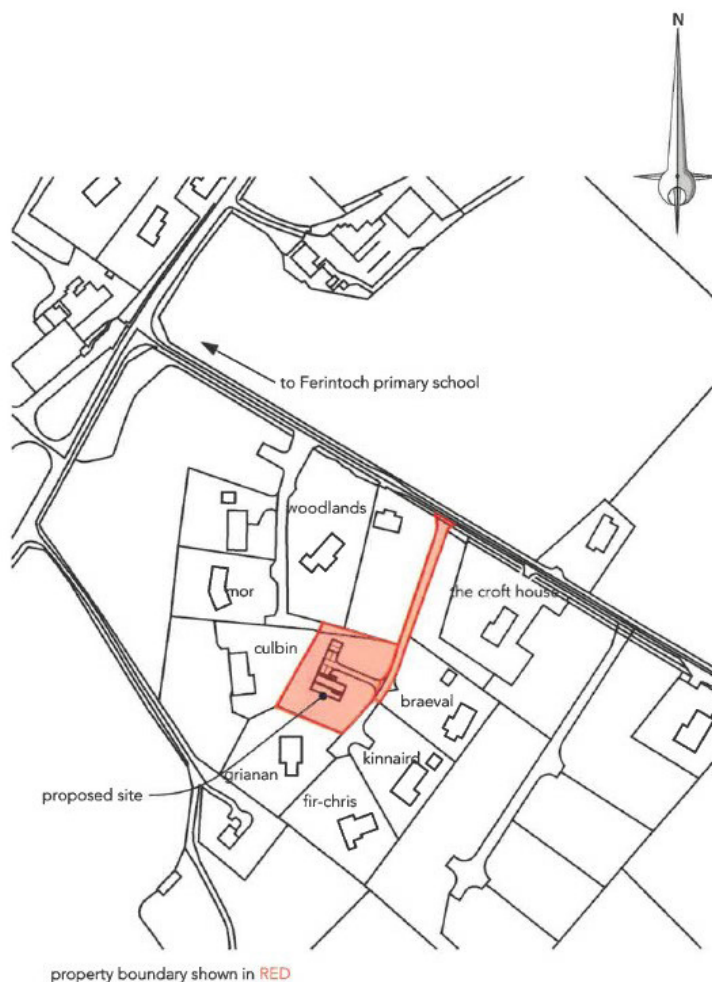 N
to Ferintoch primary school
woodlands
mor
the croft house
culbin
braeval
kinnaird
grianan
proposed site
fir-chris
property boundary shown in RED